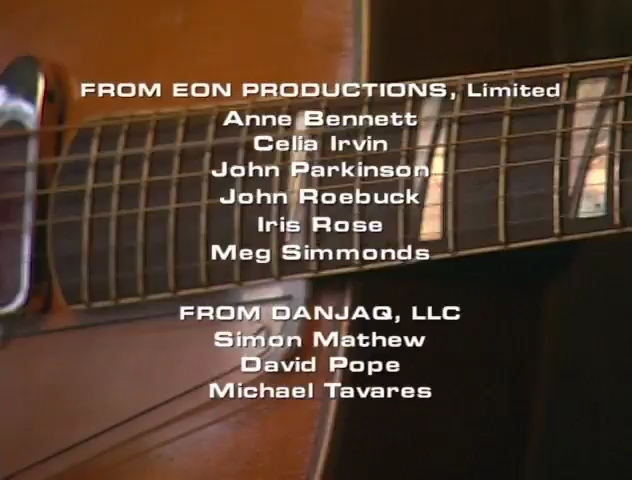 FROM EON PRODUCTIONS, Limited
Anne Bennett
Celia Irvin
John Parkinson
John Roebuck
Iris Rose
Meg Simmonds
FROM DANJAQ, LLC
Simon Mathew
David Pope
Michael Tavares